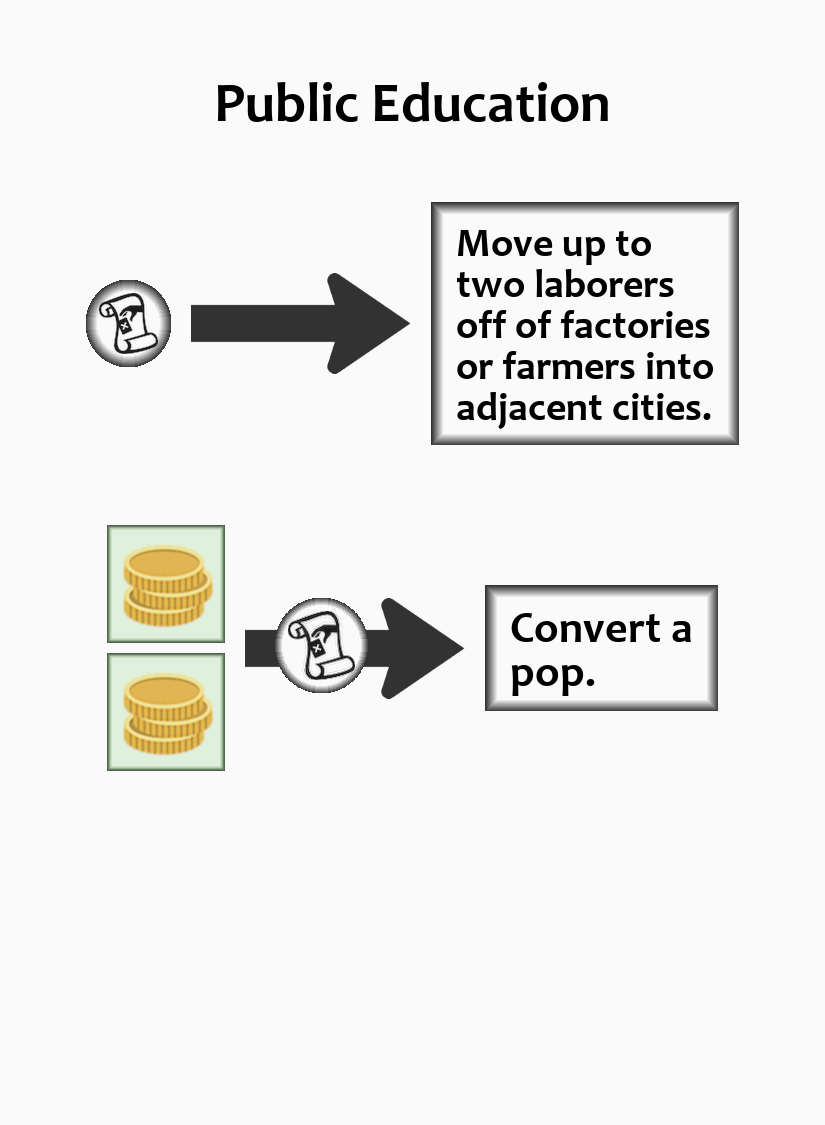 Public Education
Move up to
two laborers
off of factories
or farmers into
adjacent cities.
Convert a
pop.